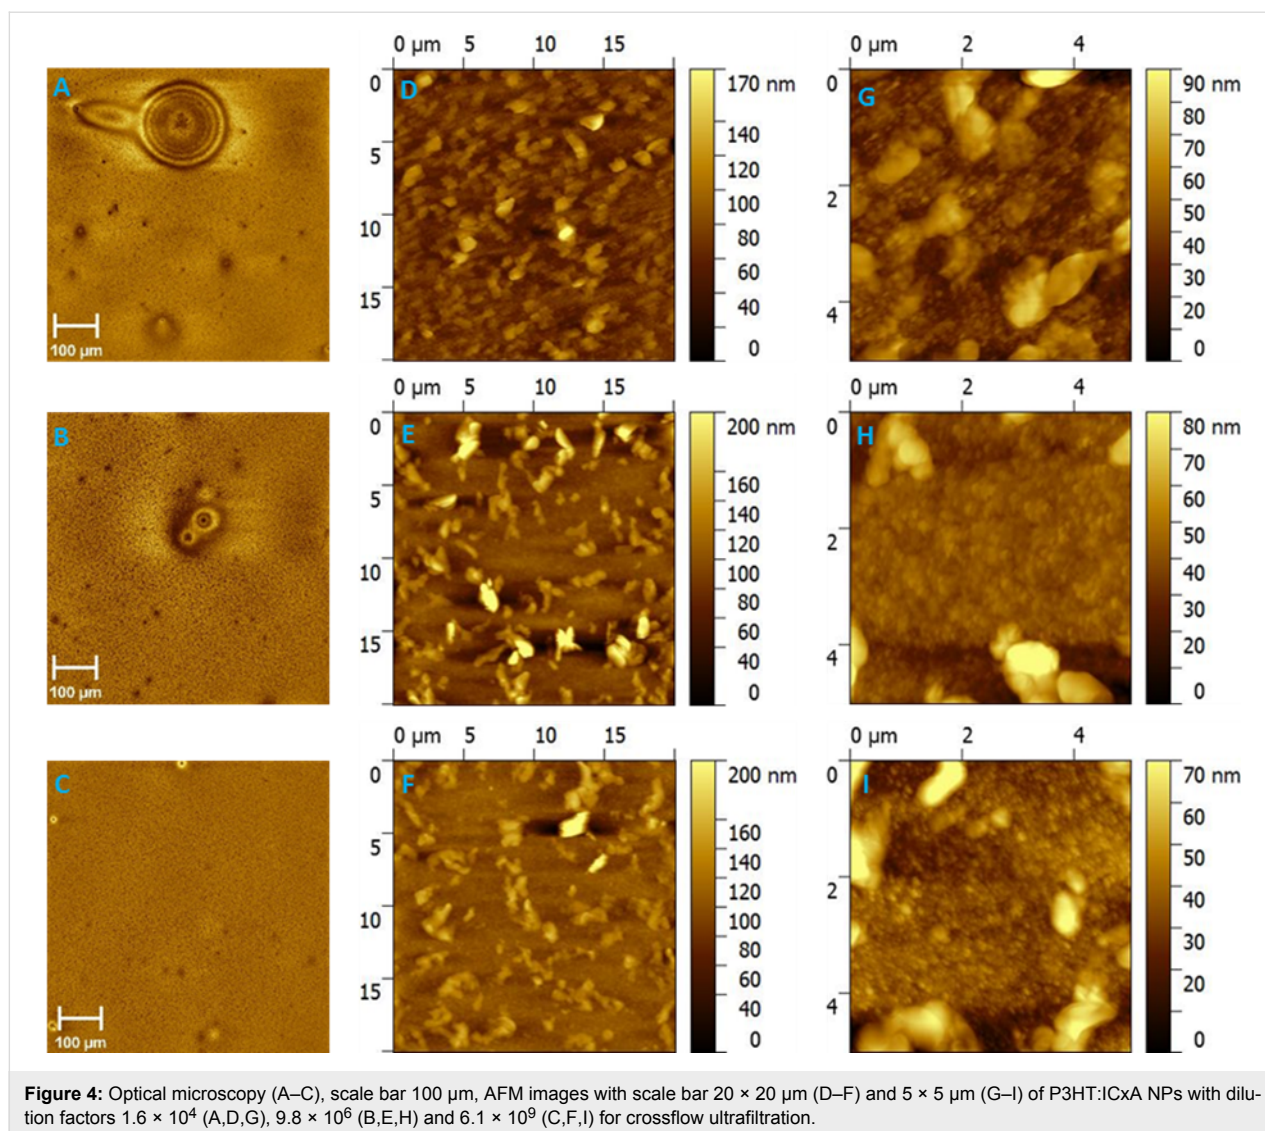 0 µm 5 10 15
0 µm 2 4
A
100 µm
D
0
5
10
15
170 nm
140
120
100
80
60
40
0
G
0
2
4
90 nm
80
70
60
50
40
30
20
0
0 µm 5 10 15
0 µm 2 4
B
100 µm
E
0
5
10
15
200 nm
160
140
120
100
80
60
40
0
H
0
2
4
80 nm
70
60
50
40
30
20
0
0 µm 5 10 15
0 µm 2 4
C
100 µm
F
0
5
10
15
200 nm
160
140
120
100
80
60
40
0
I
0
2
4
70 nm
60
50
40
30
20
0
Figure 4: Optical microscopy (A–C), scale bar 100 µm, AFM images with scale bar 20 × 20 µm (D–F) and 5 × 5 µm (G–I) of P3HT:ICxA NPs with dilu-
tion factors 1.6 × 10⁴ (A,D,G), 9.8 × 10⁶ (B,E,H) and 6.1 × 10⁹ (C,F,I) for crossflow ultrafiltration.